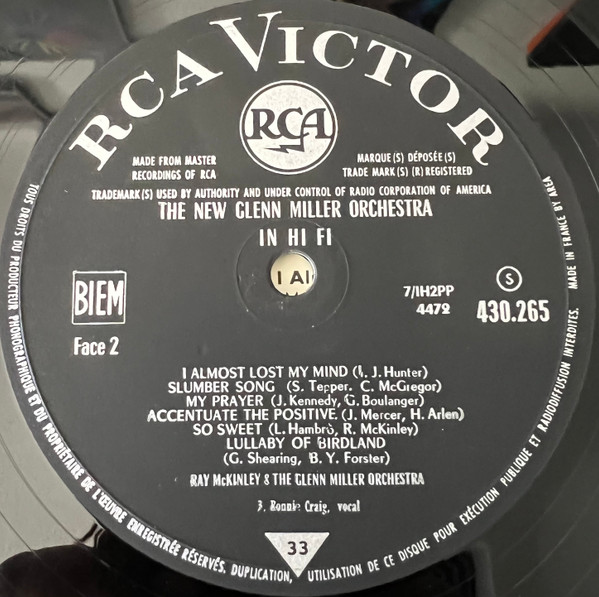 RCA VICTOR
RCA
MADE FROM MASTER
RECORDINGS OF RCA
MARQUE(S) DÉPOSÉE(S)
TRADE MARK(S) (R) REGISTERED
TRADEMARK(S) USED BY AUTHORITY AND UNDER CONTROL OF RADIO CORPORATION OF AMERICA
THE NEW GLENN MILLER ORCHESTRA
IN HI FI
I Al
BIEM
Face 2
7/IH2PP
4472
S
430.265
I ALMOST LOST MY MIND (I. J. Hunter)
SLUMBER SONG (S. Tepper. C. McGregor)
MY PRAYER (J. Kennedy, G. Boulanger)
ACCENTUATE THE POSITIVE (J. Mercer, H. Arlen)
SO SWEET (L. Hambro, R. McKinley)
LULLABY OF BIRDLAND
(G. Shearing, B. Y. Forster)
RAY McKINLEY & THE GLENN MILLER ORCHESTRA
3. Ronnie Craig, vocal
33
TOUS DROITS DU PRODUCTEUR PHONOGRAPHIQUE ET DU PROPRIÉTAIRE DE L'ŒUVRE ENREGISTRÉE RÉSERVÉS. DUPLICATION, UTILISATION DE CE DISQUE POUR EXÉCUTION PUBLIQUE ET RADIODIFFUSION INTERDITES. MADE IN FRANCE BY AREA